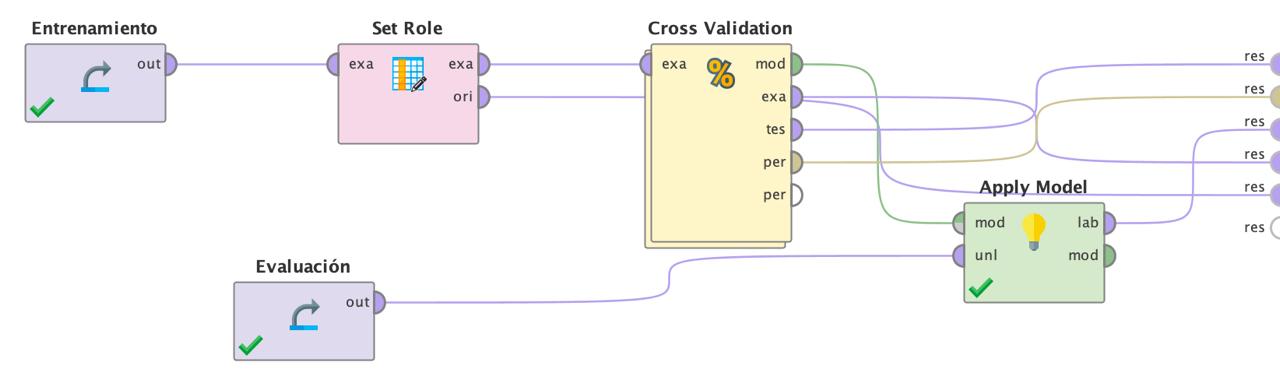 Entrenamiento
out
Set Role
exa exa
ori
Cross Validation
exa mod
exa
tes
per
per
res
res
res
res
res
res
Apply Model
mod lab
unl mod
Evaluación
out